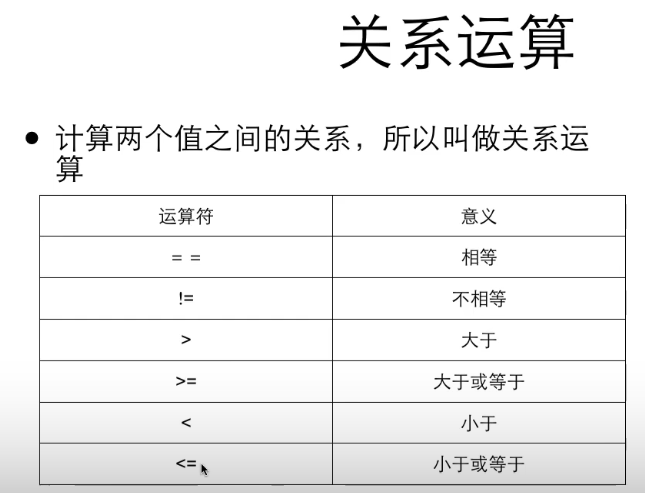 关系运算
● 计算两个值之间的关系，所以叫做关系运
算
运算符 意义
= = 相等
!= 不相等
> 大于
>= 大于或等于
< 小于
<= 小于或等于